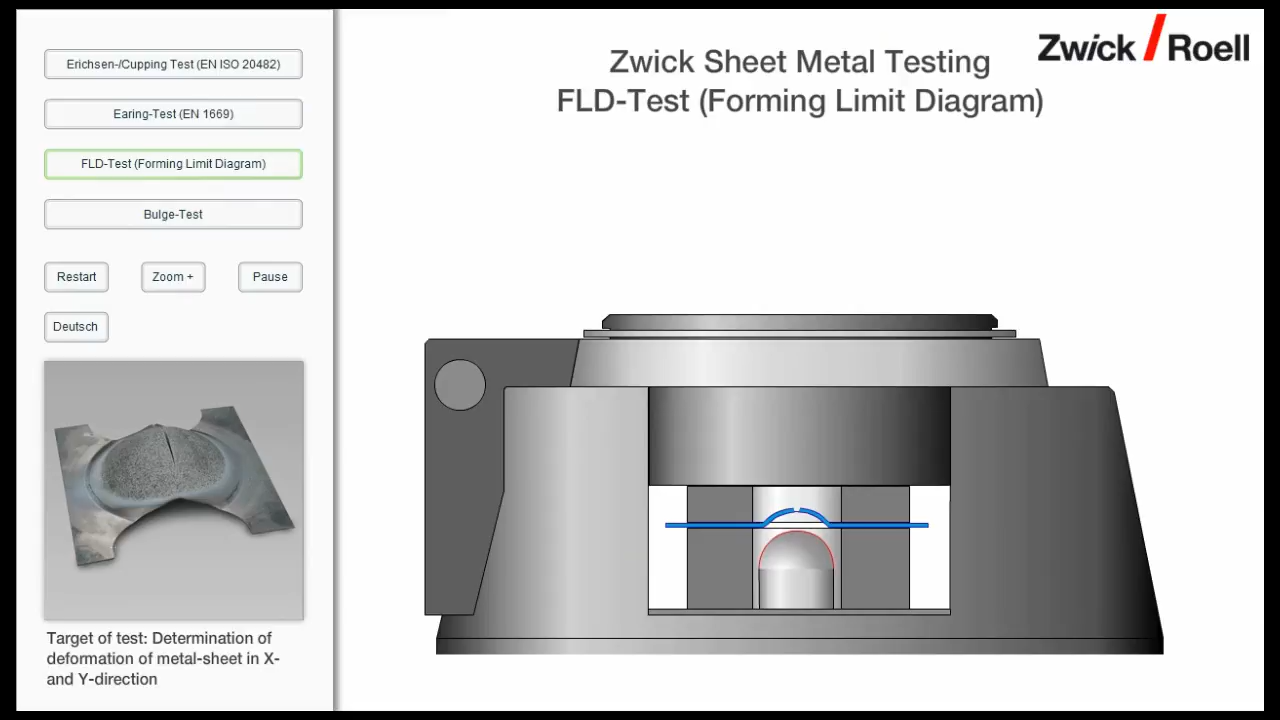 Erichsen-/Cupping Test (EN ISO 20482)
Earing-Test (EN 1669)
FLD-Test (Forming Limit Diagram)
Bulge-Test
Restart Zoom + Pause
Deutsch
Target of test: Determination of
deformation of metal-sheet in X-
and Y-direction
Zwick Sheet Metal Testing
FLD-Test (Forming Limit Diagram)
Zwick/Roell